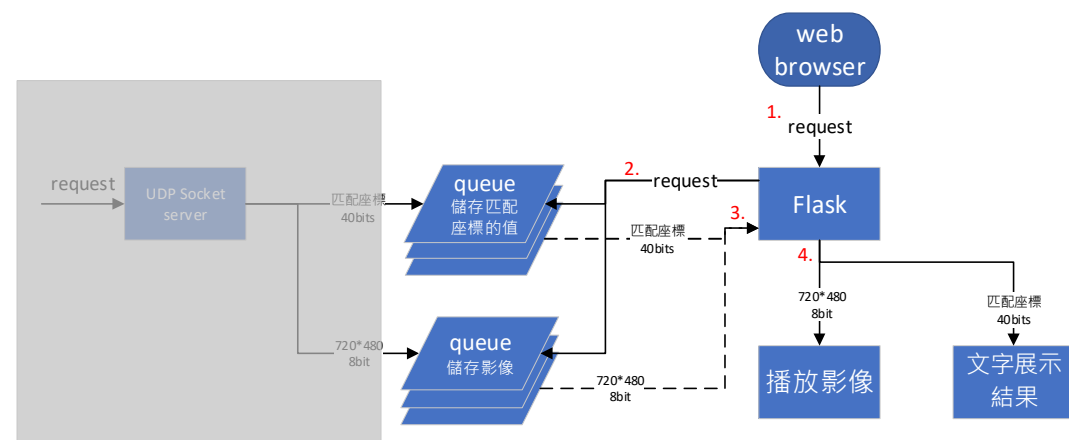 web
browser
1.
request
request
UDP Socket
server
匹配座標
40bits
queue
儲存匹配
座標的值
2.
request
3.
Flask
匹配座標
40bits
4.
720*480
8bit
匹配座標
40bits
720*480
8bit
queue
儲存影像
720*480
8bit
播放影像
文字展示
結果